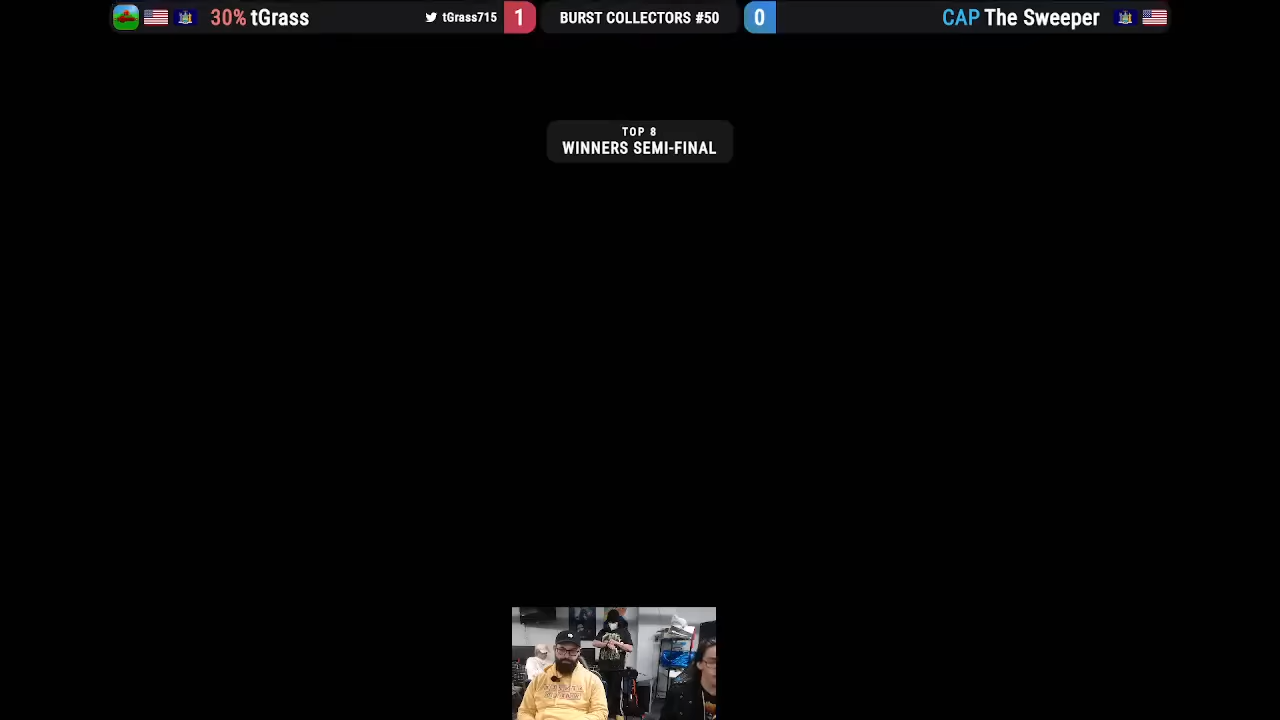 30% tGrass
tGrass715
1
BURST COLLECTORS #50
0
CAP The Sweeper
TOP 8
WINNERS SEMI-FINAL